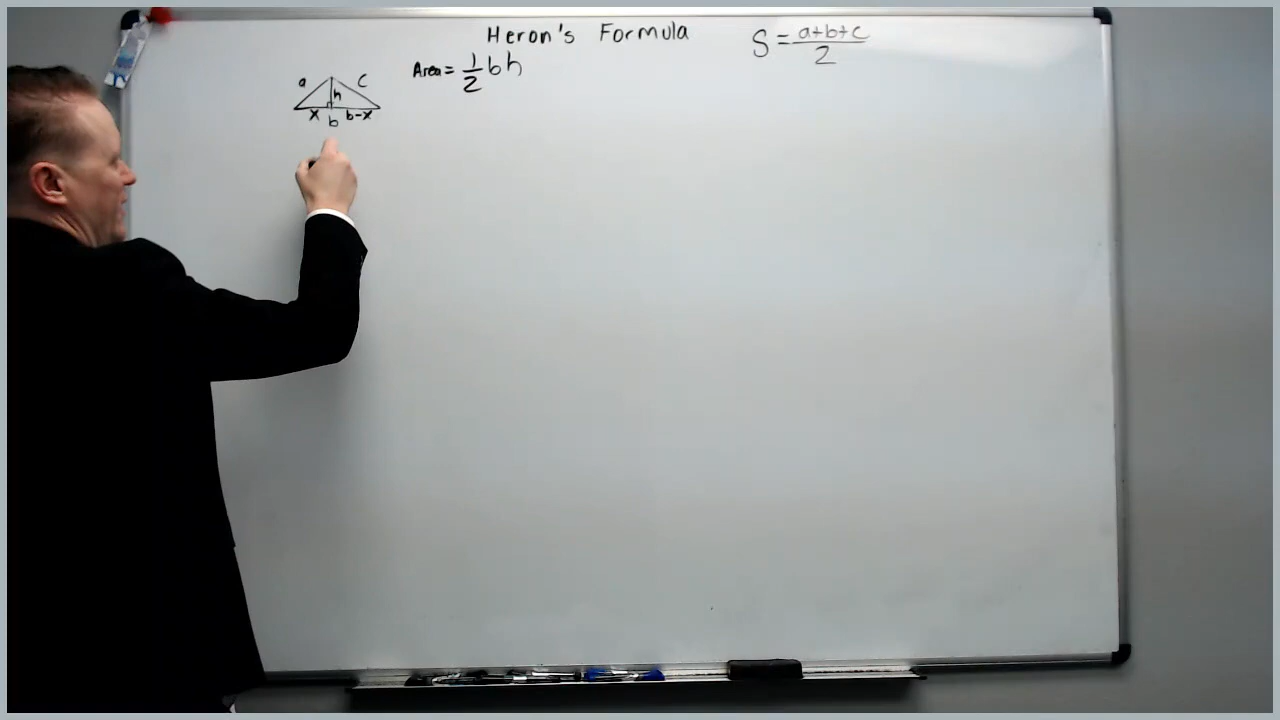 Heron's Formula
S = a+b+c / 2
Area = 1/2 bh
a c
h
x b b-x